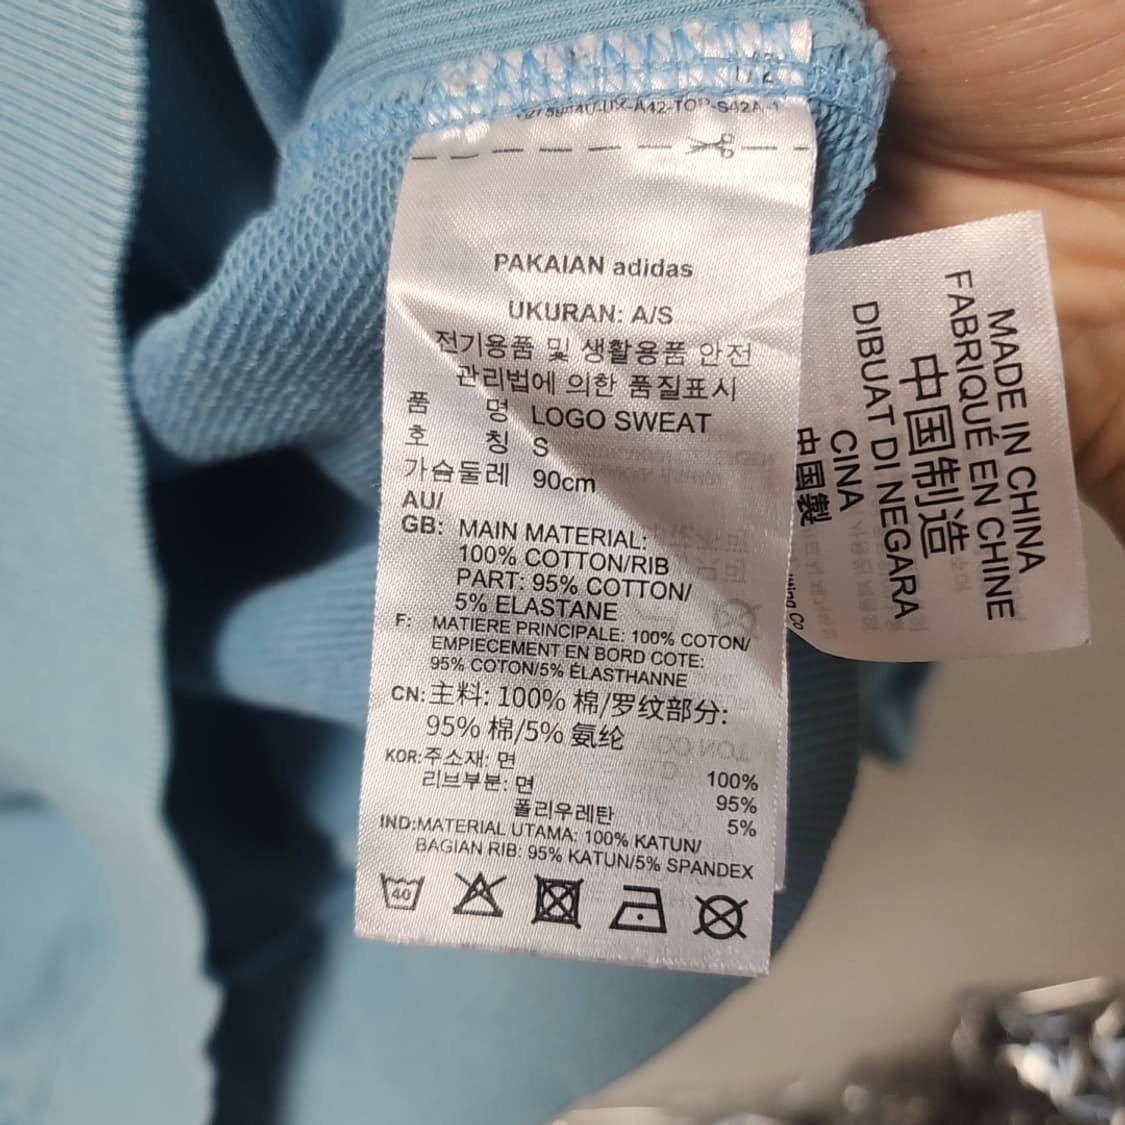 1/2
PAKAIAN adidas
UKURAN: A/S
전기용품 및 생활용품 안전
관리법에 의한 품질표시
품 명 LOGO SWEAT
호 칭 S
가슴둘레 90cm
AU/
GB: MAIN MATERIAL:
100% COTTON/RIB
PART: 95% COTTON/
5% ELASTANE
F: MATIERE PRINCIPALE: 100% COTON/
EMPIECEMENT EN BORD COTE:
95% COTON/5% ÉLASTHANNE
CN: 主料: 100% 棉/罗纹部分:
95% 棉/5% 氨纶
KOR: 주소재: 면 100%
리브부분: 면 95%
폴리우레탄 5%
IND: MATERIAL UTAMA: 100% KATUN/
BAGIAN RIB: 95% KATUN/5% SPANDEX
40
MADE IN CHINA
FABRIQUÉ EN CHINE
中国制造
DIBUAT DI NEGARA
CINA
中國製